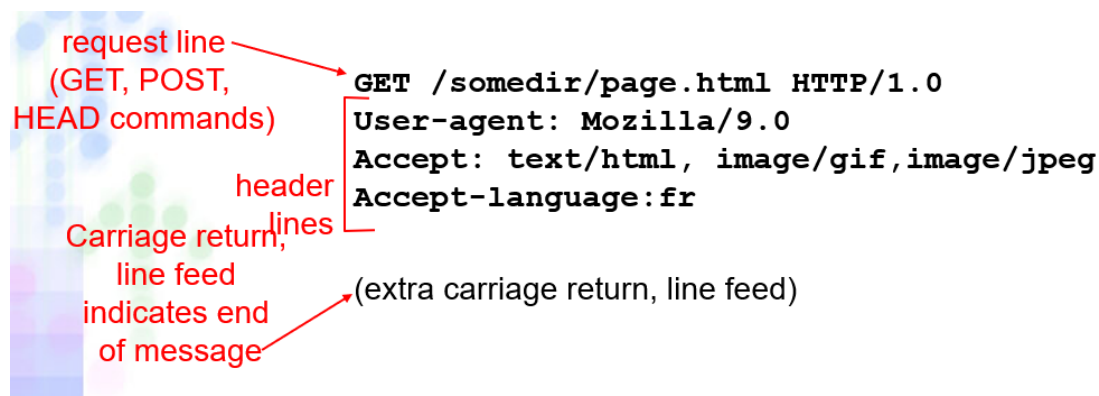 request line
(GET, POST,
HEAD commands)
GET /somedir/page.html HTTP/1.0
User-agent: Mozilla/9.0
Accept: text/html, image/gif,image/jpeg
Accept-language:fr
header
lines
Carriage return,
line feed
indicates end
of message
(extra carriage return, line feed)